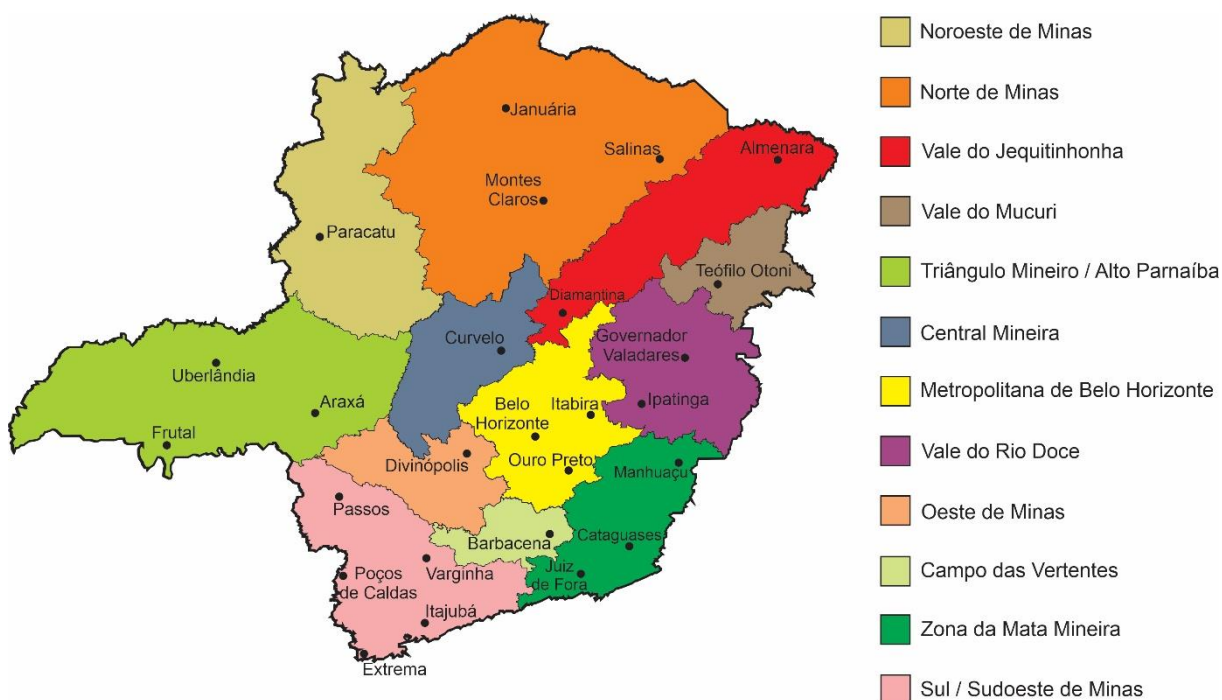 Januária
Salinas
Almenara
Montes
Claros
Paracatu
Teófilo Otoni
Diamantina
Curvelo
Governador
Valadares
Uberlândia
Araxá
Itabira
Ipatinga
Belo
Horizonte
Frutal
Divinópolis
Ouro Preto
Manhuaçu
Passos
Barbacena
Cataguases
Varginha
Juiz
de Fora
Poços
de Caldas
Itajubá
Extrema
Noroeste de Minas
Norte de Minas
Vale do Jequitinhonha
Vale do Mucuri
Triângulo Mineiro / Alto Parnaíba
Central Mineira
Metropolitana de Belo Horizonte
Vale do Rio Doce
Oeste de Minas
Campo das Vertentes
Zona da Mata Mineira
Sul / Sudoeste de Minas